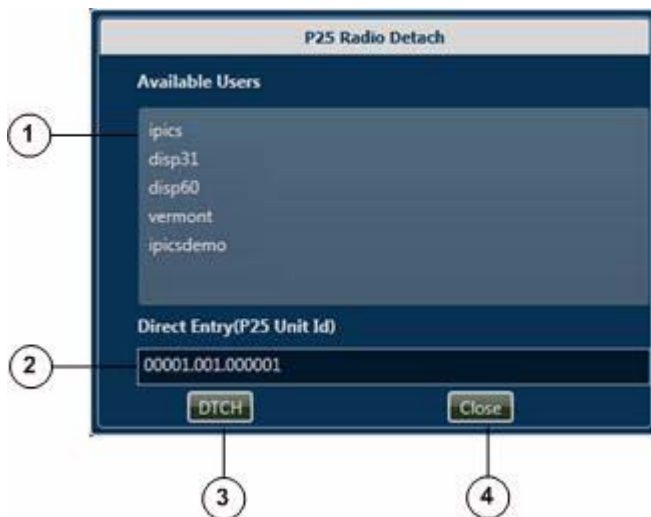 P25 Radio Detach
Available Users
1
ipics
disp31
disp60
vermont
ipicsdemo
Direct Entry(P25 Unit Id)
2
00001.001.000001
DTCH
Close
3
4